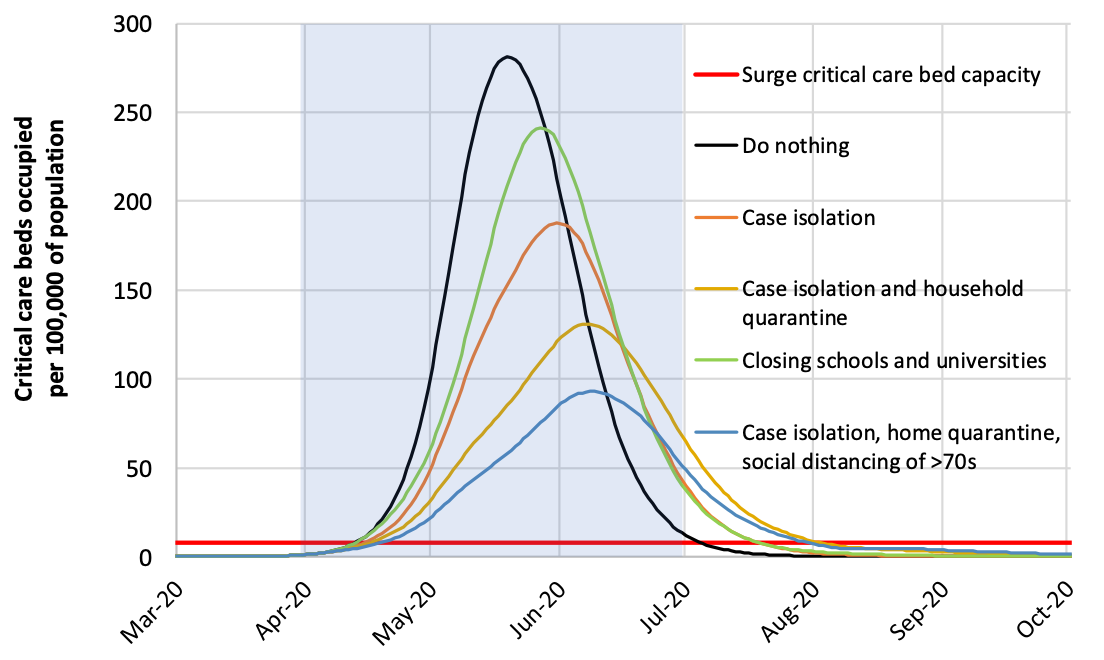 Critical care beds occupied
per 100,000 of population
300
250
200
150
100
50
0
Mar-20
Apr-20
May-20
Jun-20
Jul-20
Aug-20
Sep-20
Oct-20
Surge critical care bed capacity
Do nothing
Case isolation
Case isolation and household
quarantine
Closing schools and universities
Case isolation, home quarantine,
social distancing of >70s